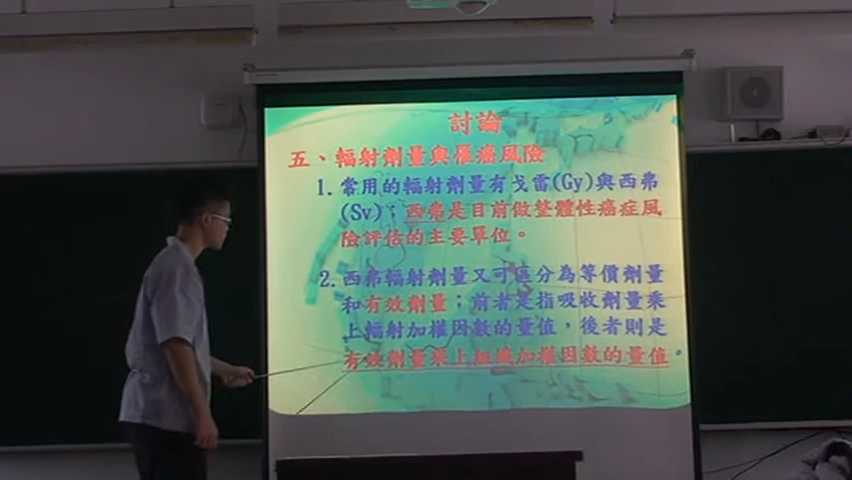 討論
五、輻射劑量與罹癌風險
1. 常用的輻射劑量有戈雷(Gy)與西弗
(Sv)；西弗是目前做整體性癌症風
險評估的主要單位。
2. 西弗輻射劑量又可區分為等價劑量
和有效劑量；前者是指吸收劑量乘
上輻射加權因數的量值，後者則是
有效劑量乘上組織加權因數的量值。